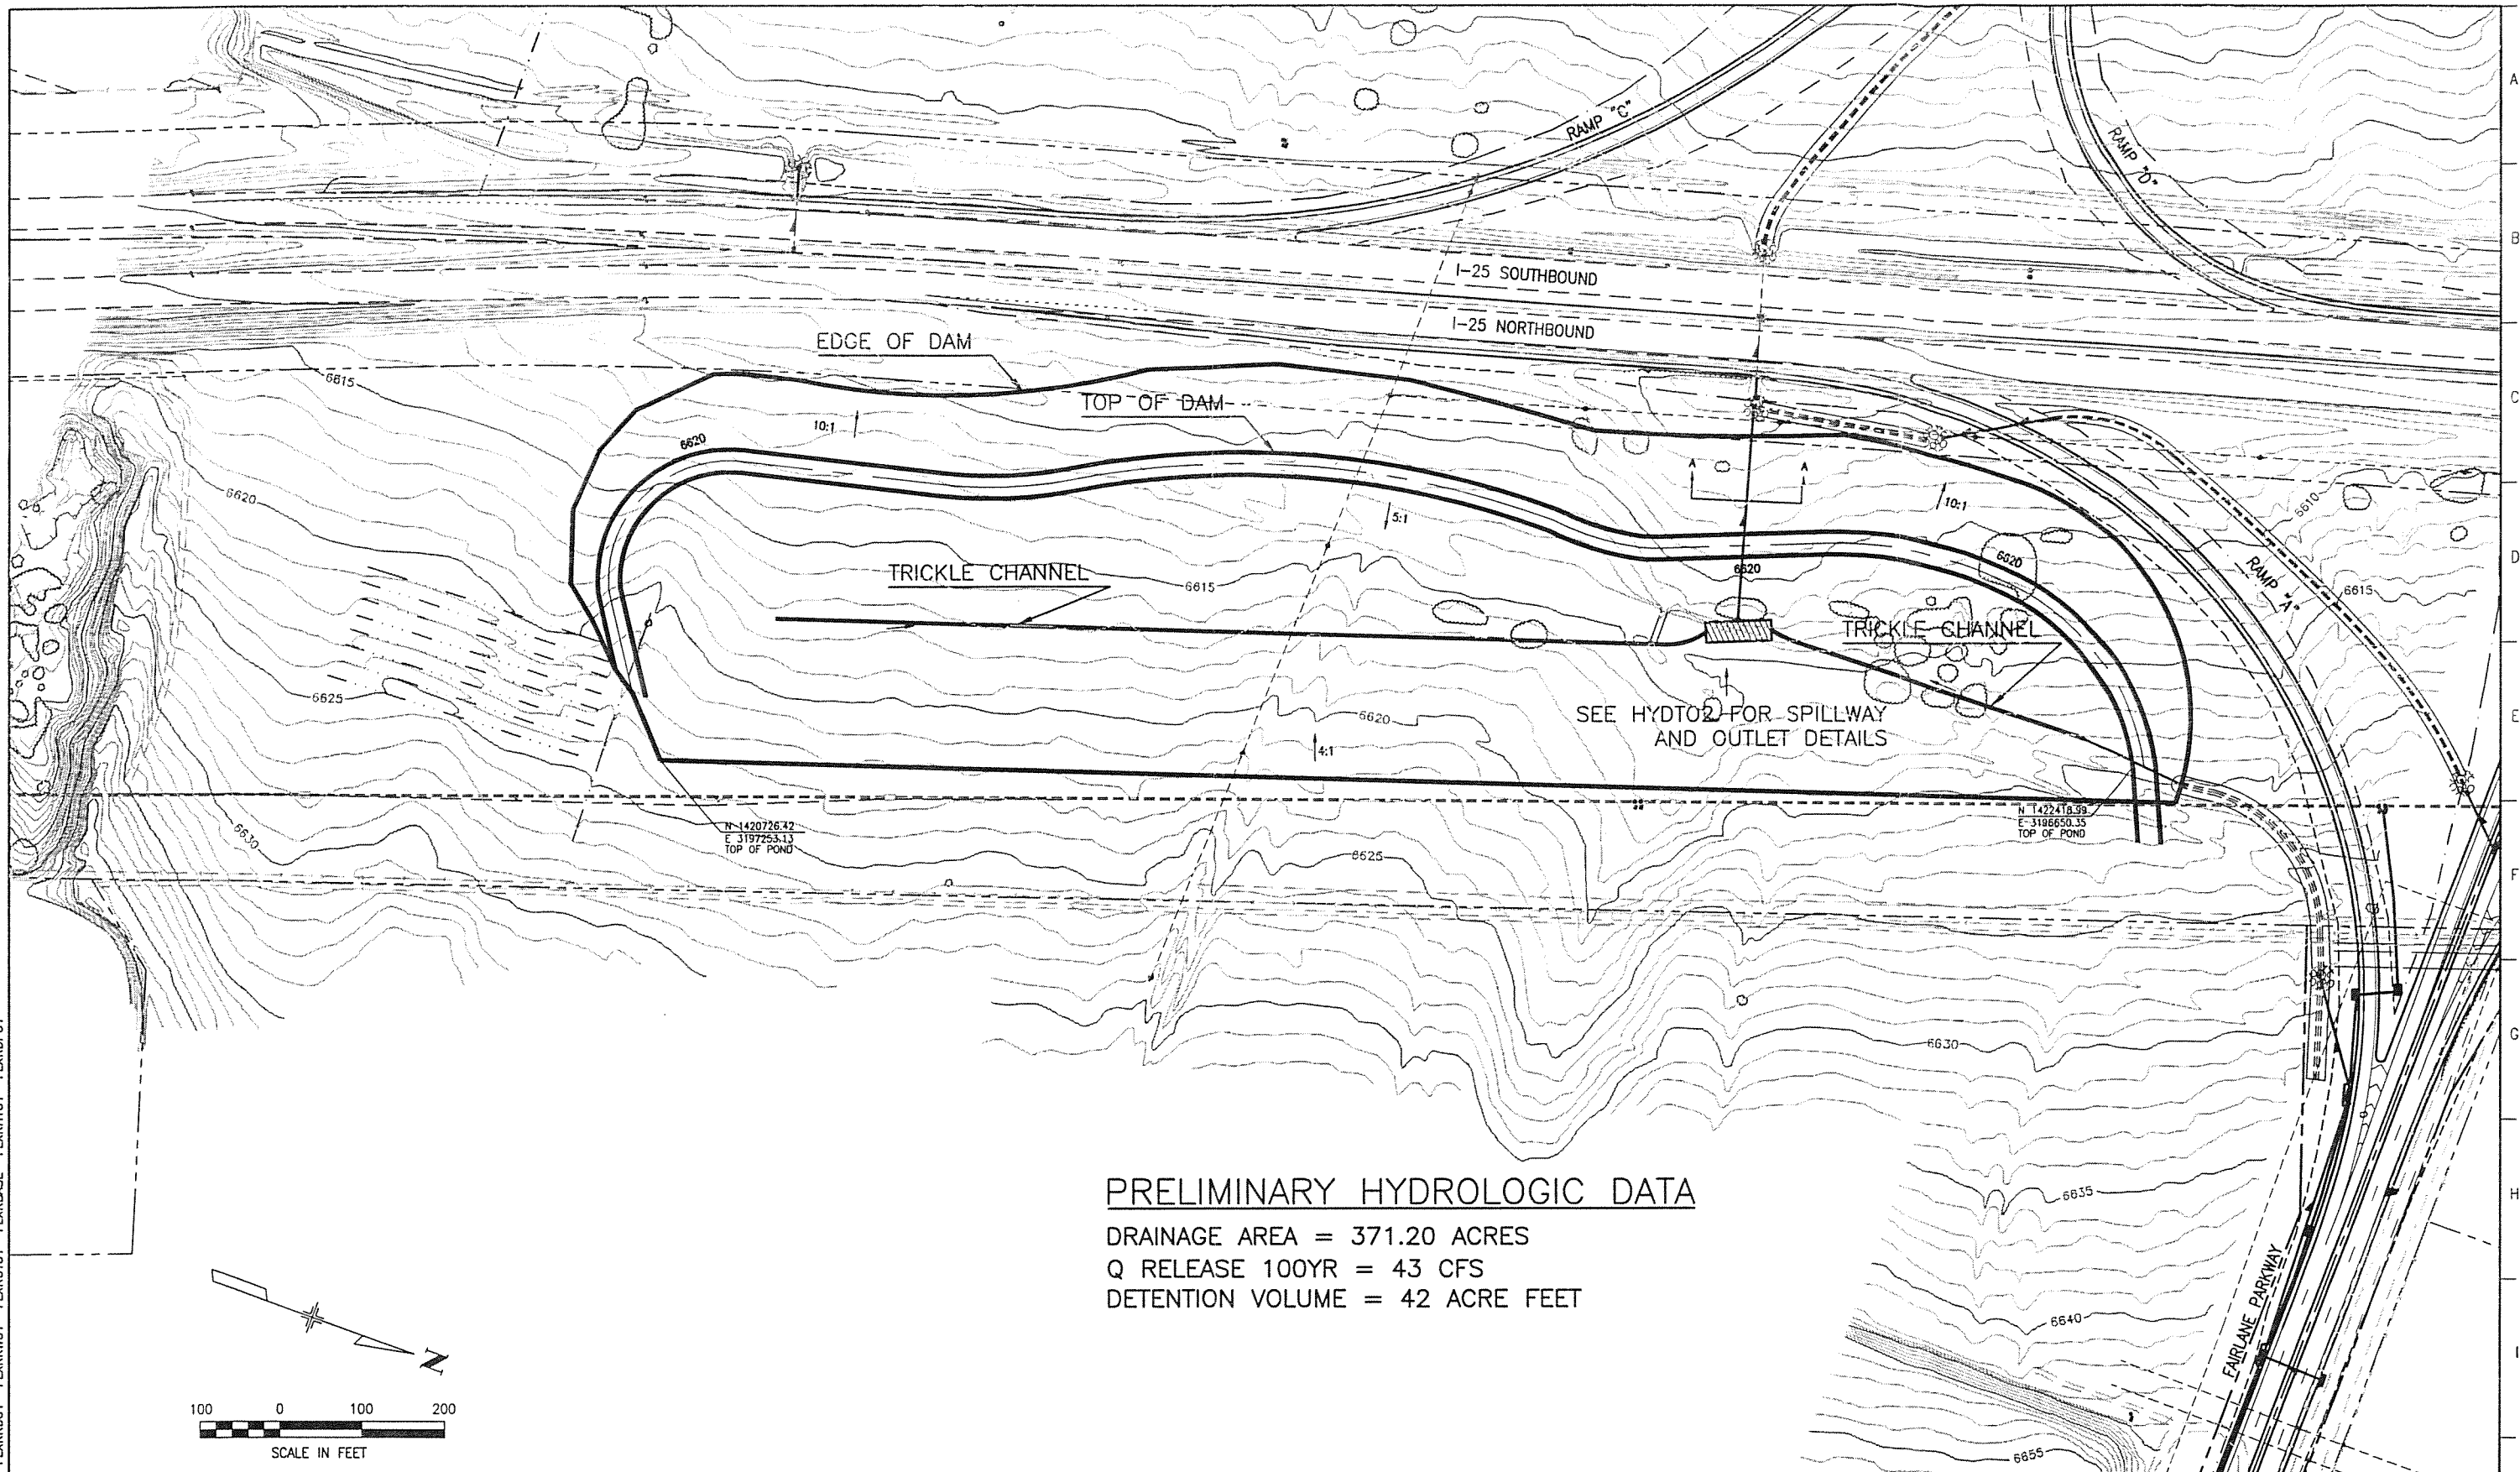 A
RAMP "C"
RAMP "D"
B
I-25 SOUTHBOUND
I-25 NORTHBOUND
EDGE OF DAM
6615
C
TOP OF DAM
10:1
6620
A
A
6620
10:1
6610
5:1
D
6620
6620
TRICKLE CHANNEL
6615
RAMP "A"
6615
TRICKLE CHANNEL
6625
6620
SEE HYDT02 FOR SPILLWAY
AND OUTLET DETAILS
E
4:1
6630
N 1420726.42
E 3197253.13
TOP OF POND
N 1422418.99
E 3196650.35
TOP OF POND
6625
F
G
6630
PRELIMINARY HYDROLOGIC DATA
H
6635
DRAINAGE AREA = 371.20 ACRES
Q RELEASE 100YR = 43 CFS
DETENTION VOLUME = 42 ACRE FEET
FAIRLANE PARKWAY
6640
N
I
100 0 100 200
SCALE IN FEET
6655